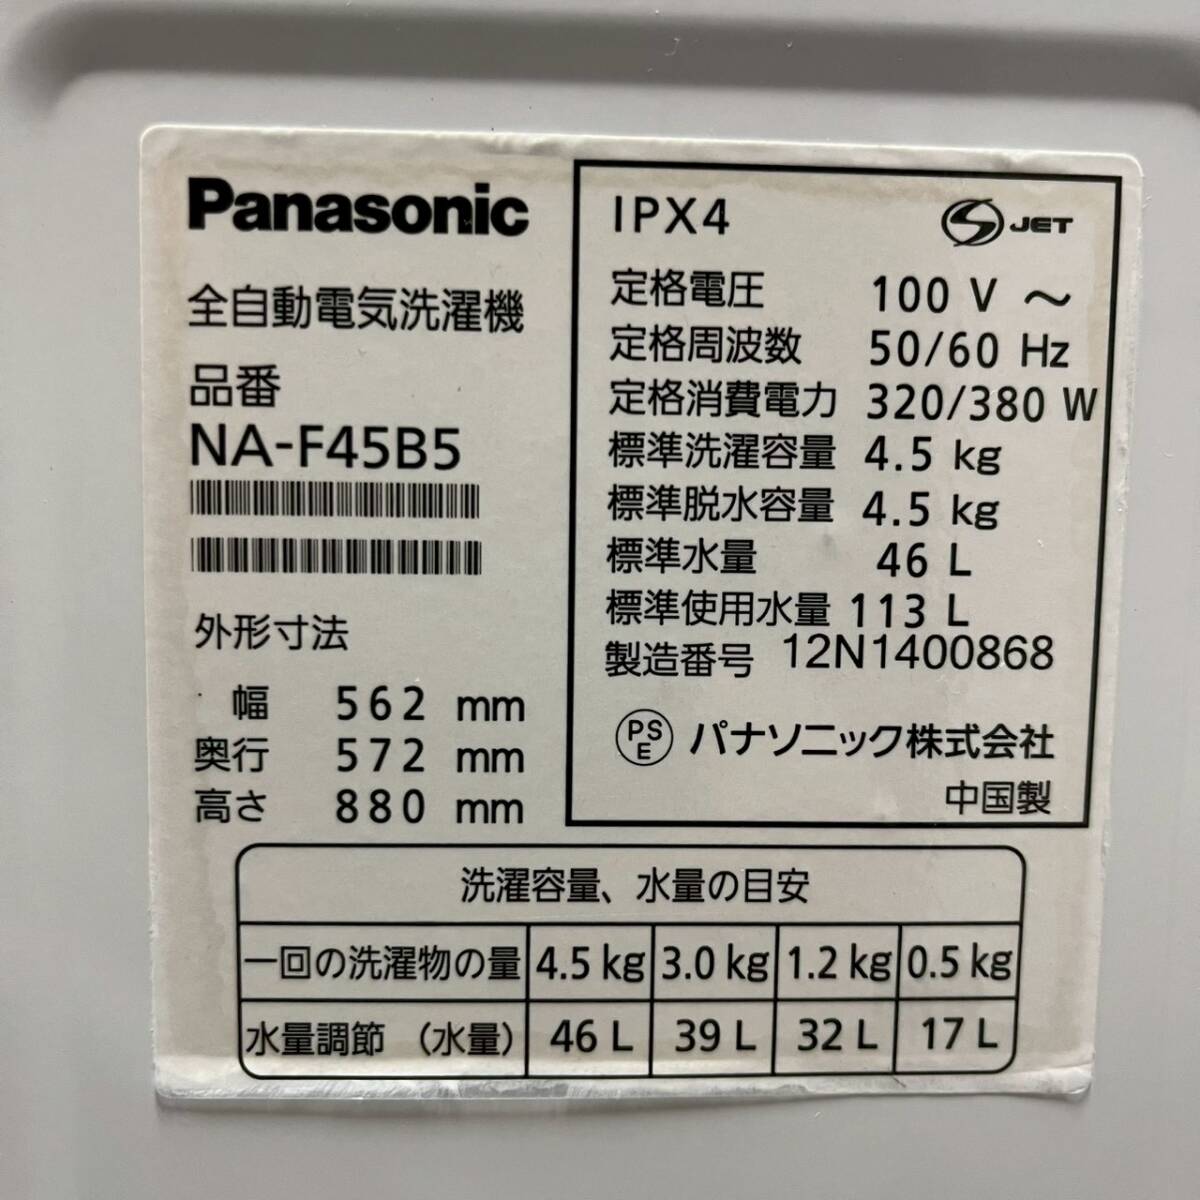 Panasonic
全自動電気洗濯機
品番
NA-F45B5
外形寸法
幅 562 mm
奥行 572 mm
高さ 880 mm
IPX4
S JET
定格電圧 100 V ～
定格周波数 50/60 Hz
定格消費電力 320/380 W
標準洗濯容量 4.5 kg
標準脱水容量 4.5 kg
標準水量 46 L
標準使用水量 113 L
製造番号 12N1400868
PSE パナソニック株式会社
中国製
洗濯容量、水量の目安
一回の洗濯物の量 4.5 kg 3.0 kg 1.2 kg 0.5 kg
水量調節 (水量) 46 L 39 L 32 L 17 L